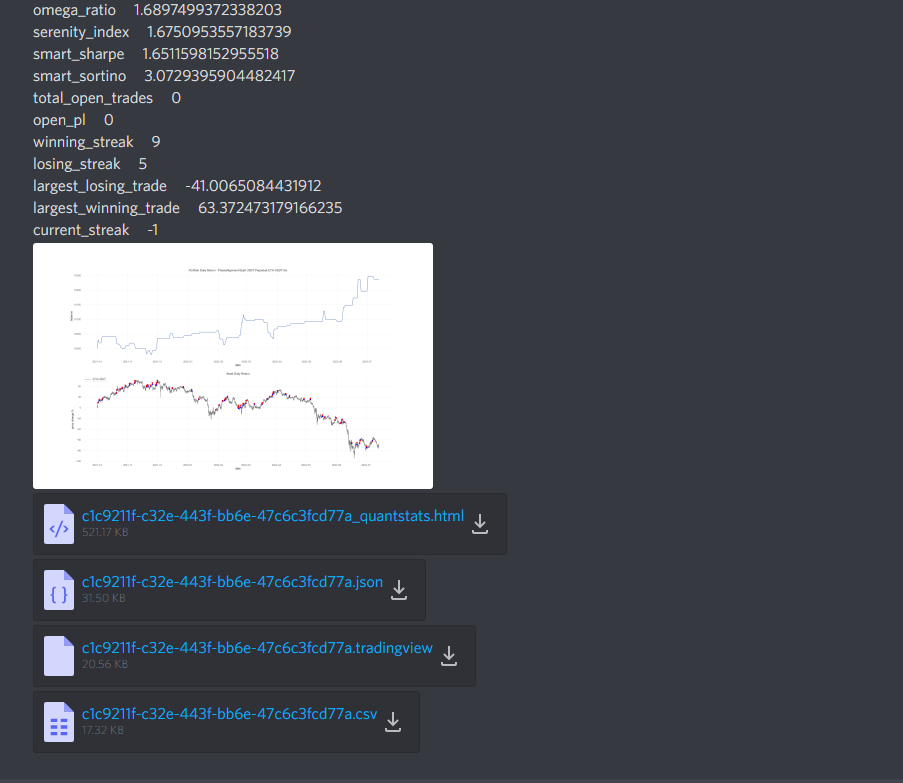 omega_ratio 1.6897499372338203
serenity_index 1.6750953557183739
smart_sharpe 1.6511598152955518
smart_sortino 3.0729395904482417
total_open_trades 0
open_pl 0
winning_streak 9
losing_streak 5
largest_losing_trade -41.0065084431912
largest_winning_trade 63.372473179166235
current_streak -1
c1c9211f-c32e-443f-bb6e-47c6c3fcd77a_quantstats.html
521.17 KB
c1c9211f-c32e-443f-bb6e-47c6c3fcd77a.json
31.50 KB
c1c9211f-c32e-443f-bb6e-47c6c3fcd77a.tradingview
20.56 KB
c1c9211f-c32e-443f-bb6e-47c6c3fcd77a.csv
17.32 KB